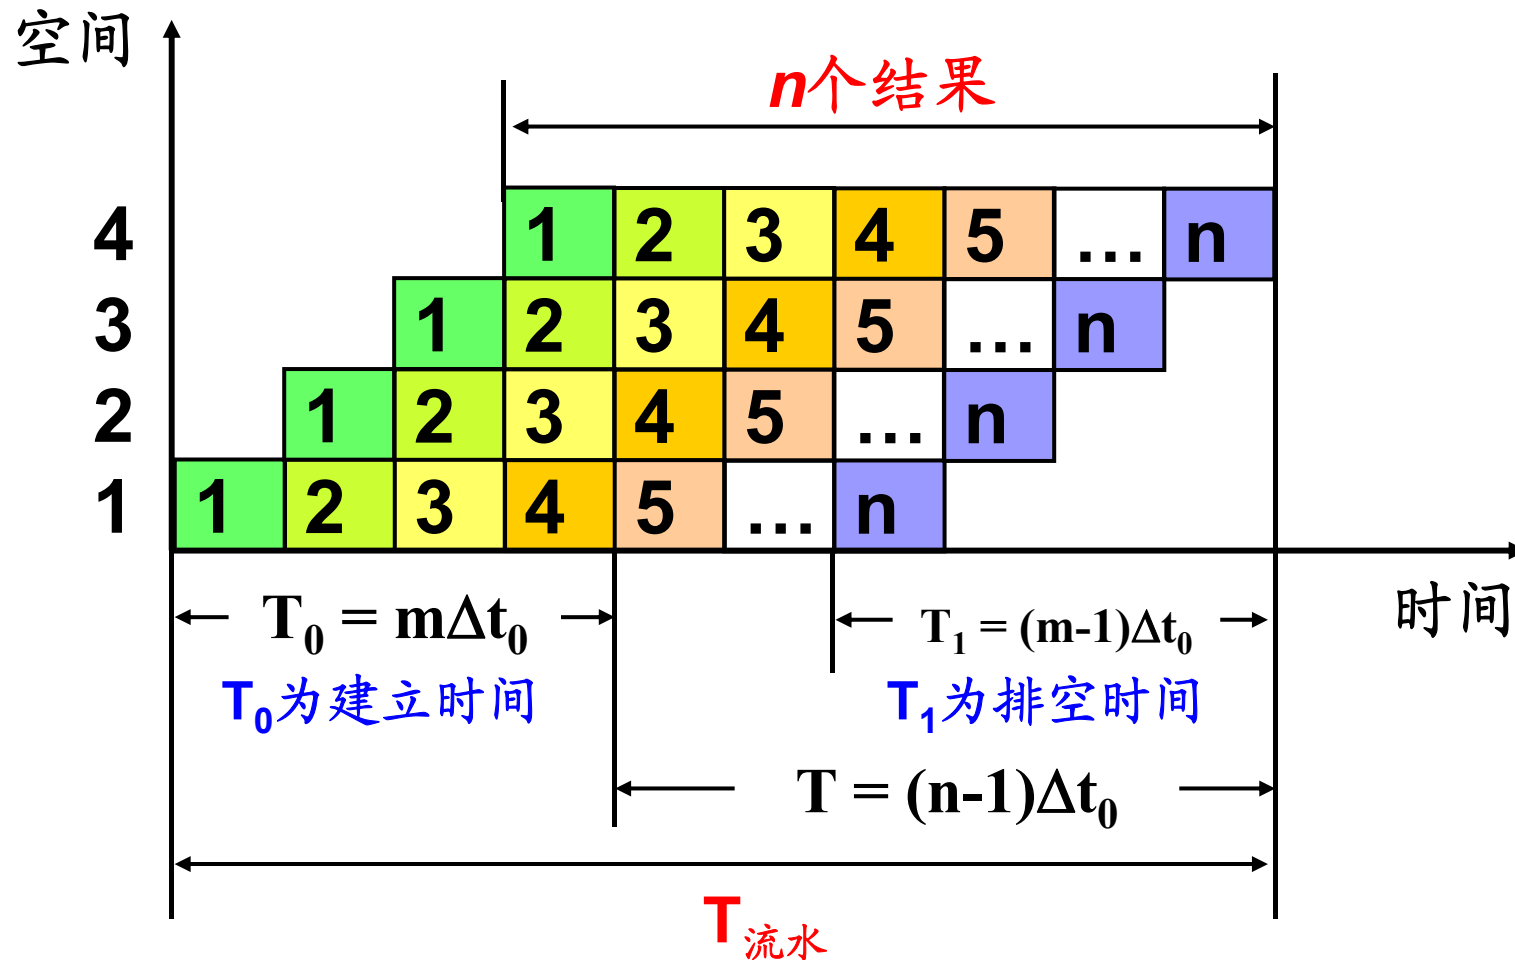 空间
n个结果
4 1 2 3 4 5 … n
3 1 2 3 4 5 … n
2 1 2 3 4 5 … n
1 1 2 3 4 5 … n
时间
T₀ = mΔt₀
T₁ = (m-1)Δt₀
T₀为建立时间
T₁为排空时间
T = (n-1)Δt₀
T流水